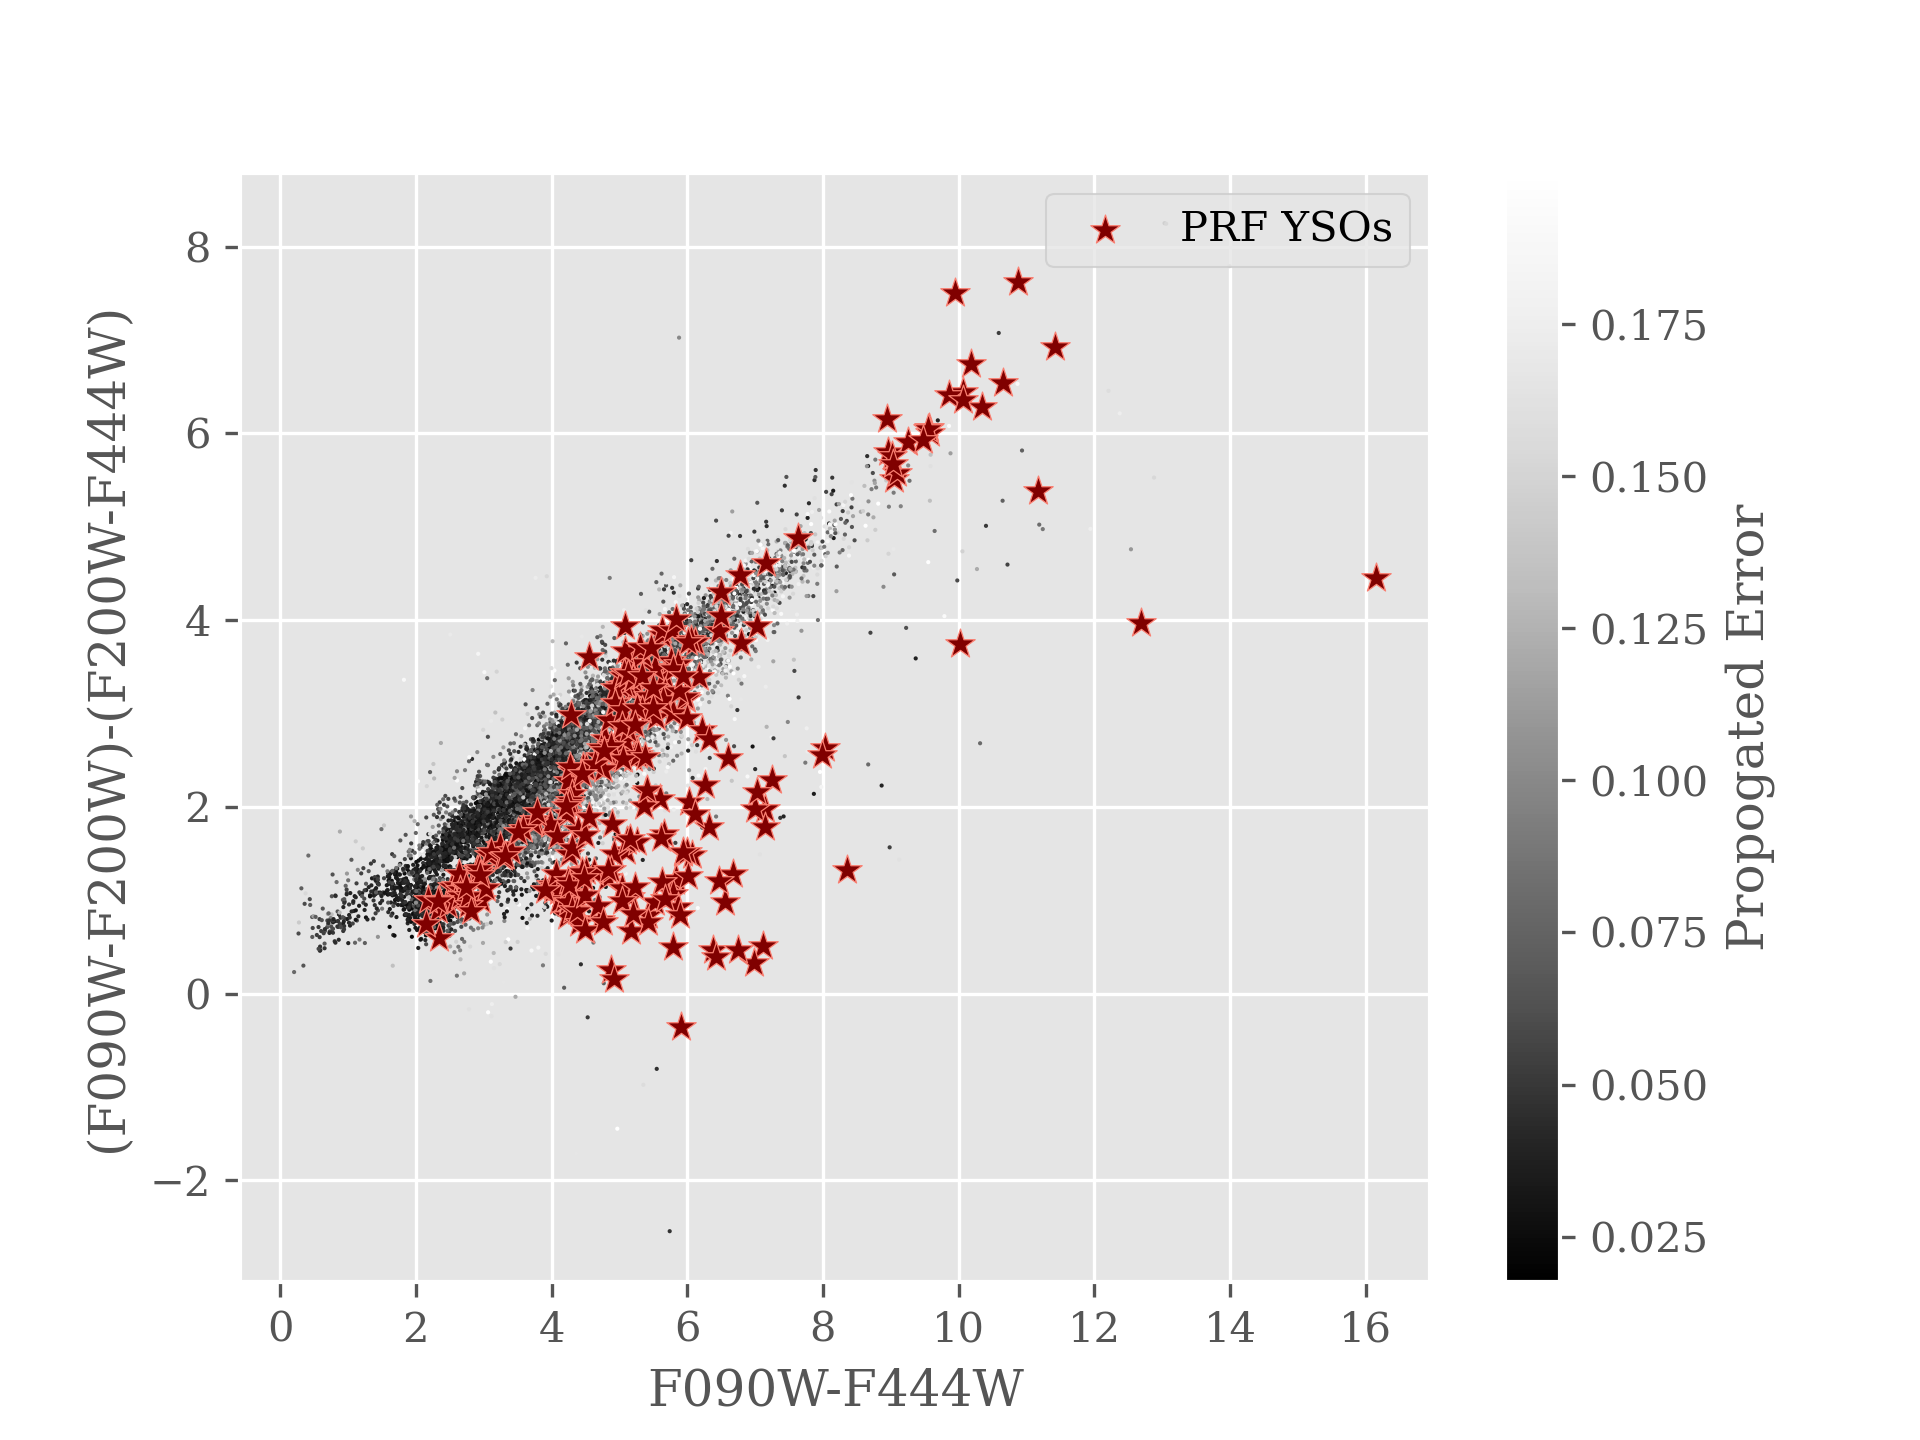 PRF YSOs
(F090W-F200W)-(F200W-F444W)
8
6
4
2
0
−2
0 2 4 6 8 10 12 14 16
F090W-F444W
0.175
0.150
0.125
0.100
0.075
0.050
0.025
Propogated Error